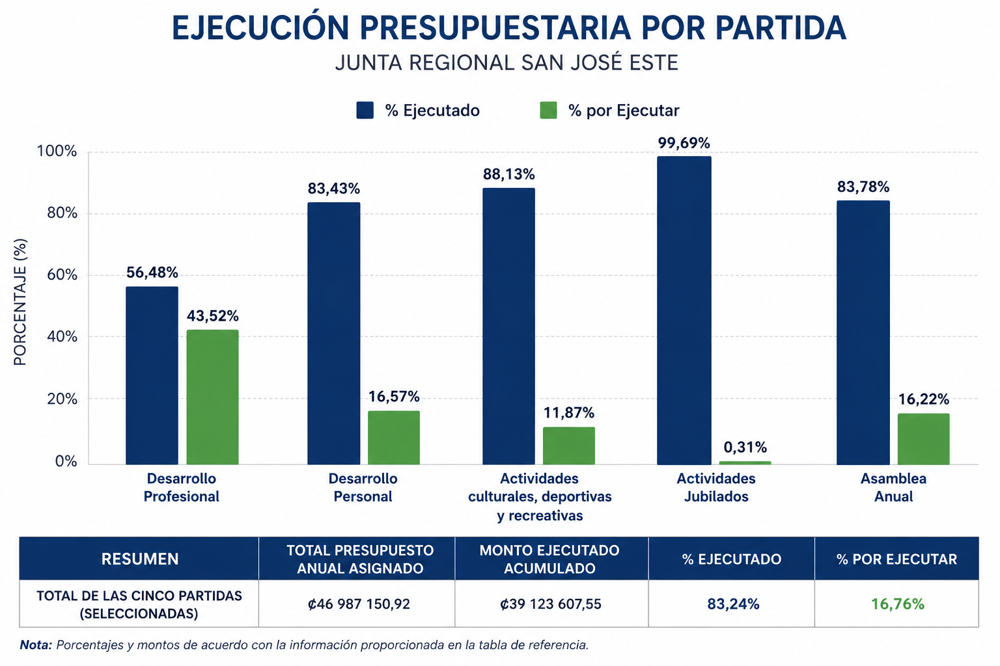 EJECUCIÓN PRESUPUESTARIA POR PARTIDA
JUNTA REGIONAL SAN JOSÉ ESTE
% Ejecutado
% por Ejecutar
PORCENTAJE (%)
100%
80%
60%
40%
20%
0%
56,48%
43,52%
83,43%
16,57%
88,13%
11,87%
99,69%
0,31%
83,78%
16,22%
Desarrollo
Profesional
Desarrollo
Personal
Actividades
culturales, deportivas
y recreativas
Actividades
Jubilados
Asamblea
Anual
RESUMEN
TOTAL PRESUPUESTO
ANUAL ASIGNADO
MONTO EJECUTADO
ACUMULADO
% EJECUTADO
% POR EJECUTAR
TOTAL DE LAS CINCO PARTIDAS
(SELECCIONADAS)
₡46 987 150,92
₡39 123 607,55
83,24%
16,76%
Nota: Porcentajes y montos de acuerdo con la información proporcionada en la tabla de referencia.